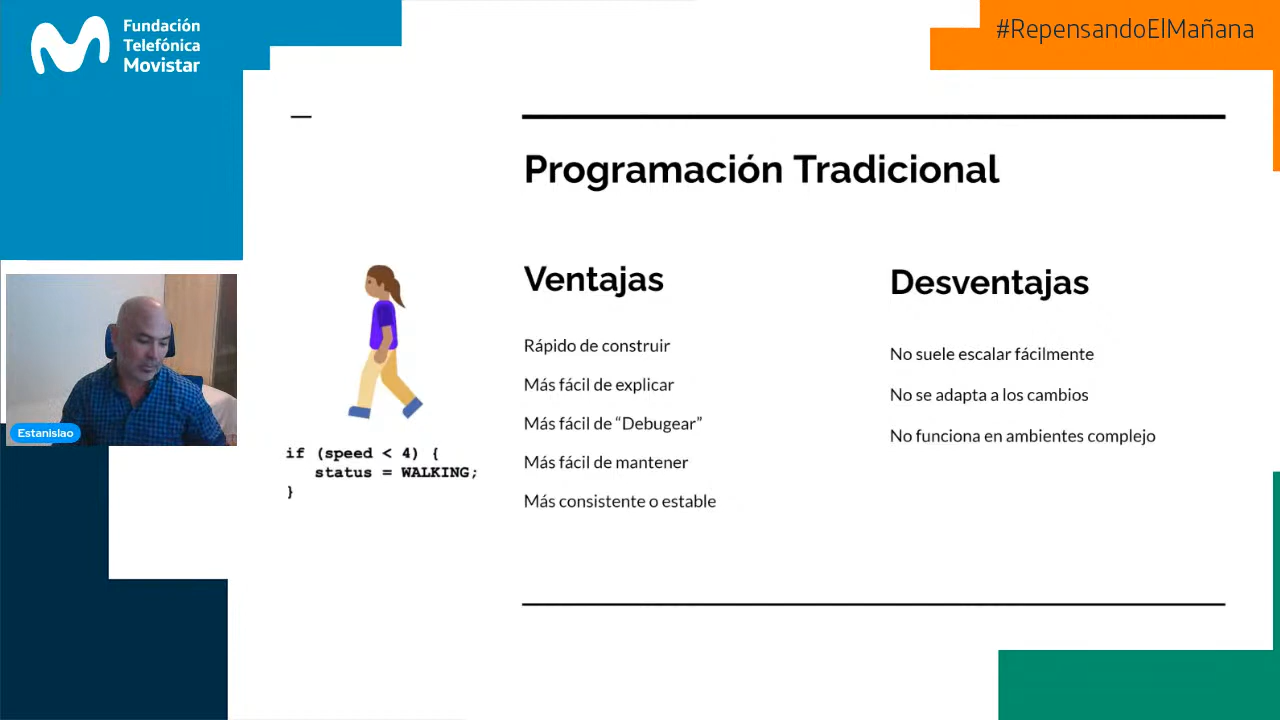 Fundación
Telefónica
Movistar
#RepensandoElMañana
Programación Tradicional
Ventajas
Rápido de construir
Más fácil de explicar
Más fácil de “Debugear”
Más fácil de mantener
Más consistente o estable
Desventajas
No suele escalar fácilmente
No se adapta a los cambios
No funciona en ambientes complejo
if (speed < 4) {
status = WALKING;
}
Estanislao